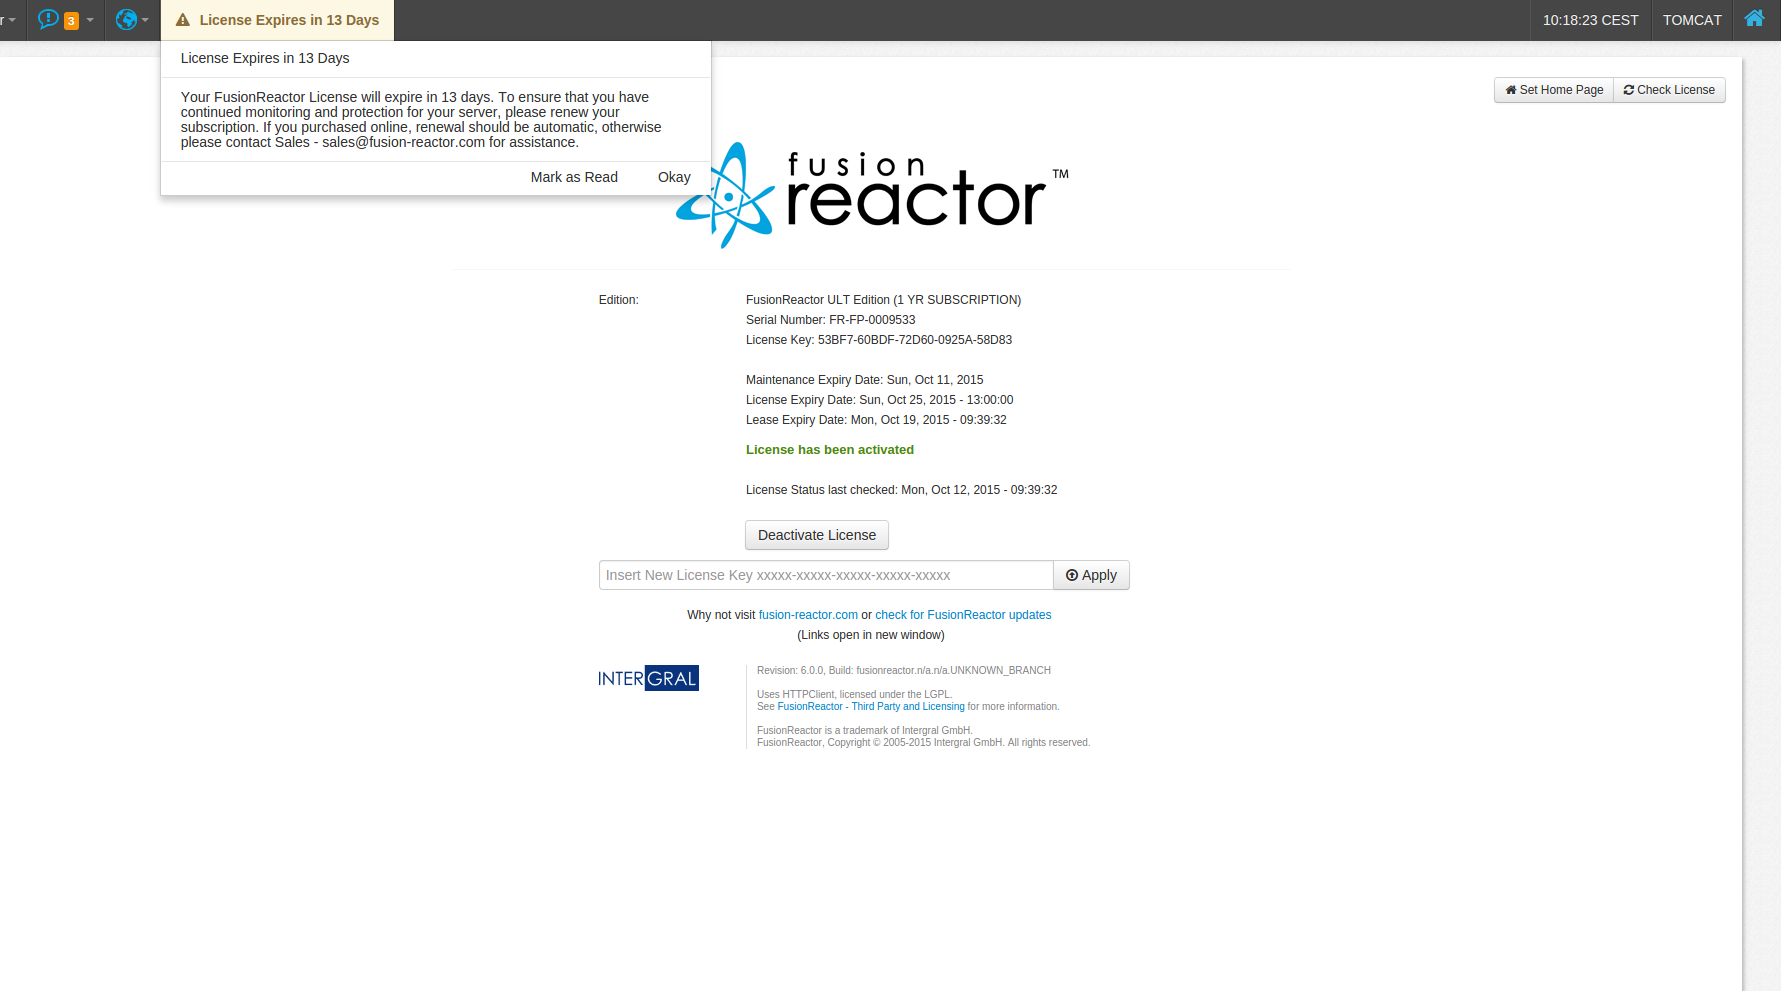 r
3
License Expires in 13 Days
10:18:23 CEST
TOMCAT
License Expires in 13 Days
Your FusionReactor License will expire in 13 days. To ensure that you have
continued monitoring and protection for your server, please renew your
subscription. If you purchased online, renewal should be automatic, otherwise
please contact Sales - sales@fusion-reactor.com for assistance.
Mark as Read
Okay
Set Home Page
Check License
fusion
reactor™
Edition:
FusionReactor ULT Edition (1 YR SUBSCRIPTION)
Serial Number: FR-FP-0009533
License Key: 53BF7-60BDF-72D60-0925A-58D83
Maintenance Expiry Date: Sun, Oct 11, 2015
License Expiry Date: Sun, Oct 25, 2015 - 13:00:00
Lease Expiry Date: Mon, Oct 19, 2015 - 09:39:32
License has been activated
License Status last checked: Mon, Oct 12, 2015 - 09:39:32
Deactivate License
Insert New License Key xxxxx-xxxxx-xxxxx-xxxxx-xxxxx
Apply
Why not visit fusion-reactor.com or check for FusionReactor updates
(Links open in new window)
INTERGRAL
Revision: 6.0.0, Build: fusionreactor.n/a.n/a.UNKNOWN_BRANCH
Uses HTTPClient, licensed under the LGPL.
See FusionReactor - Third Party and Licensing for more information.
FusionReactor is a trademark of Intergral GmbH.
FusionReactor, Copyright © 2005-2015 Intergral GmbH. All rights reserved.